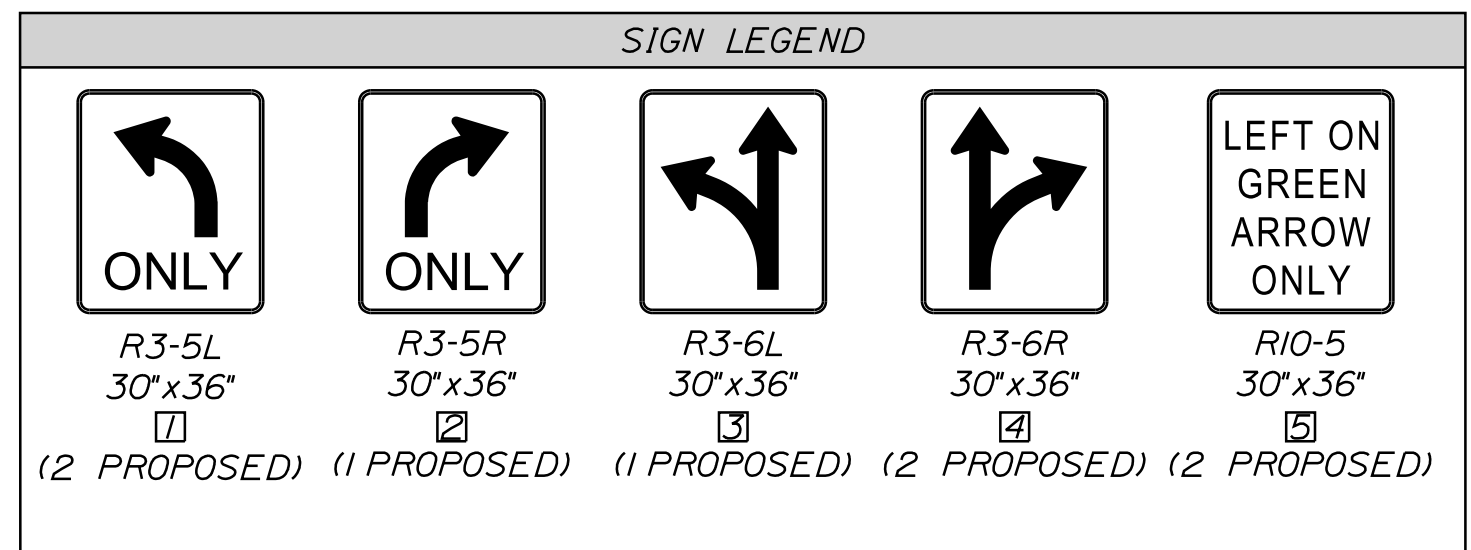 SIGN LEGEND
ONLY
R3-5L
30"x36"
1
(2 PROPOSED)
ONLY
R3-5R
30"x36"
2
(1 PROPOSED)
R3-6L
30"x36"
3
(1 PROPOSED)
R3-6R
30"x36"
4
(2 PROPOSED)
LEFT ON
GREEN
ARROW
ONLY
R10-5
30"x36"
5
(2 PROPOSED)